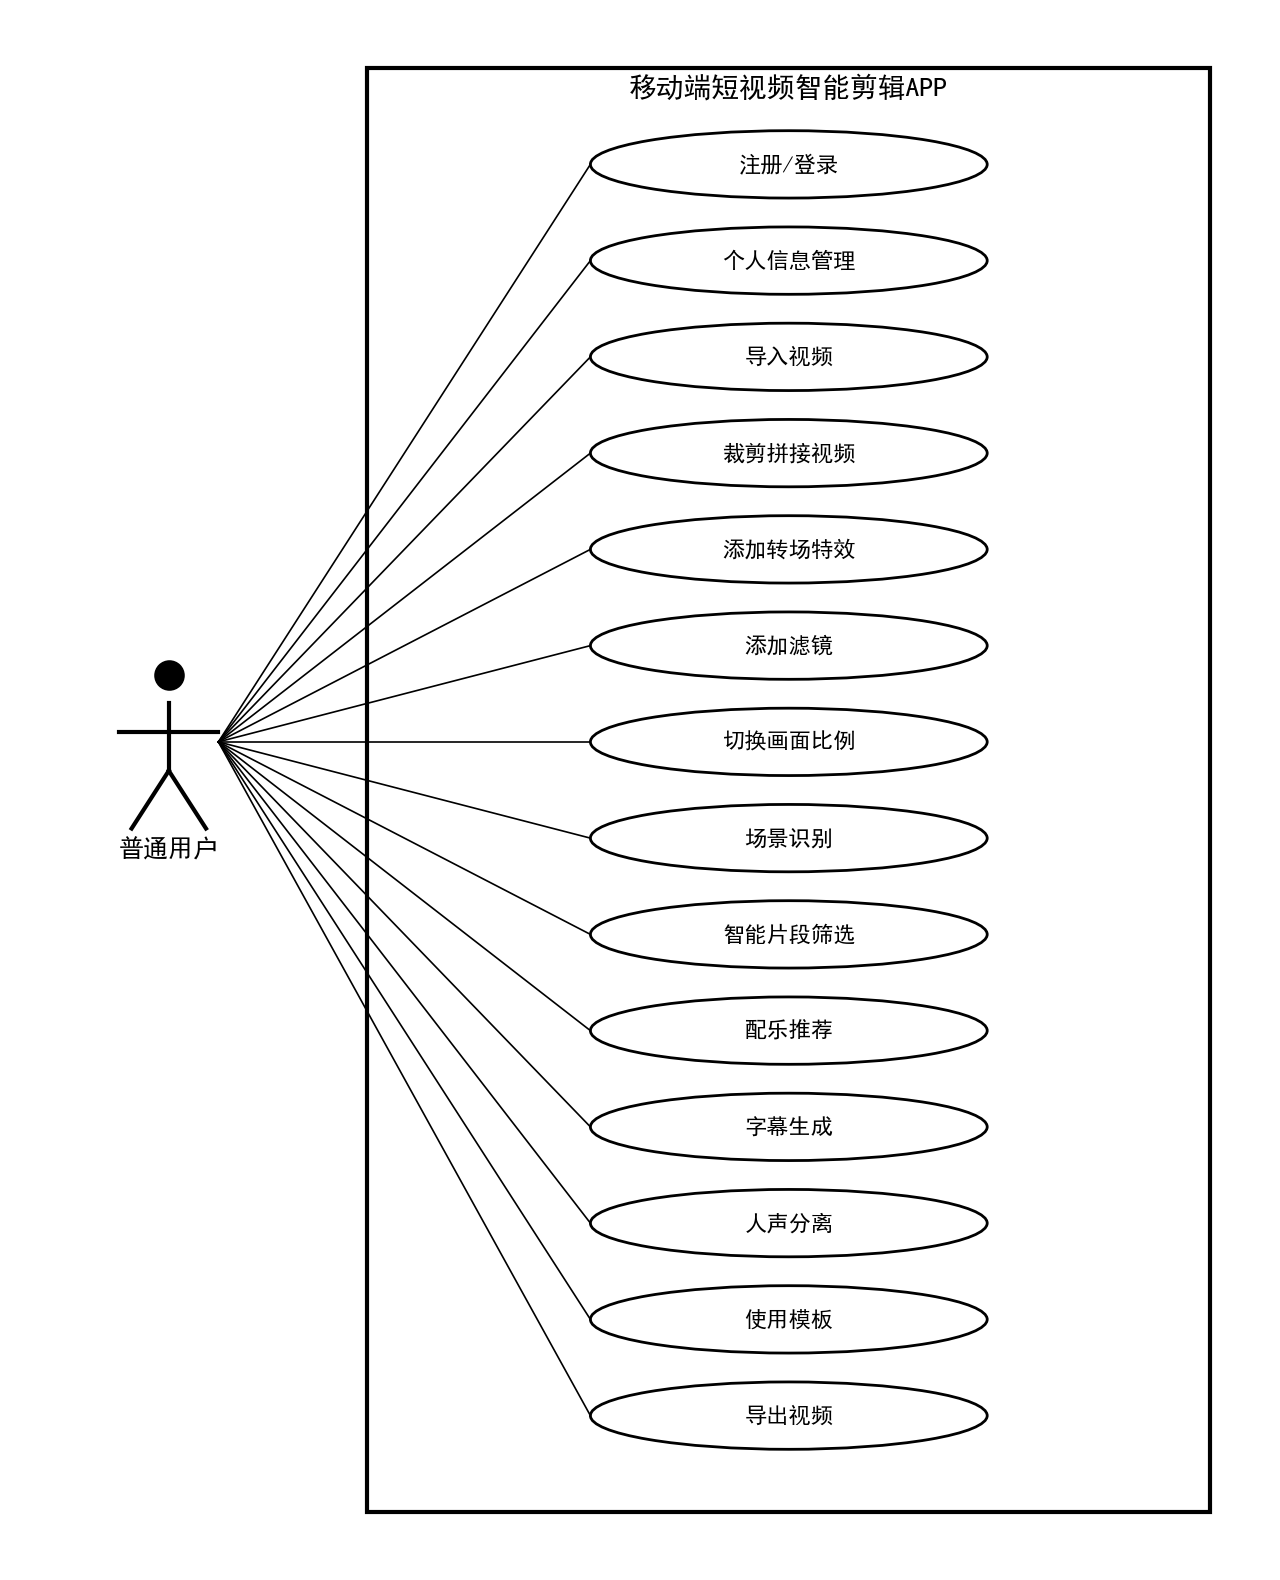 移动端短视频智能剪辑APP
注册/登录
个人信息管理
导入视频
裁剪拼接视频
添加转场特效
添加滤镜
切换画面比例
场景识别
智能片段筛选
配乐推荐
字幕生成
人声分离
使用模板
导出视频
普通用户